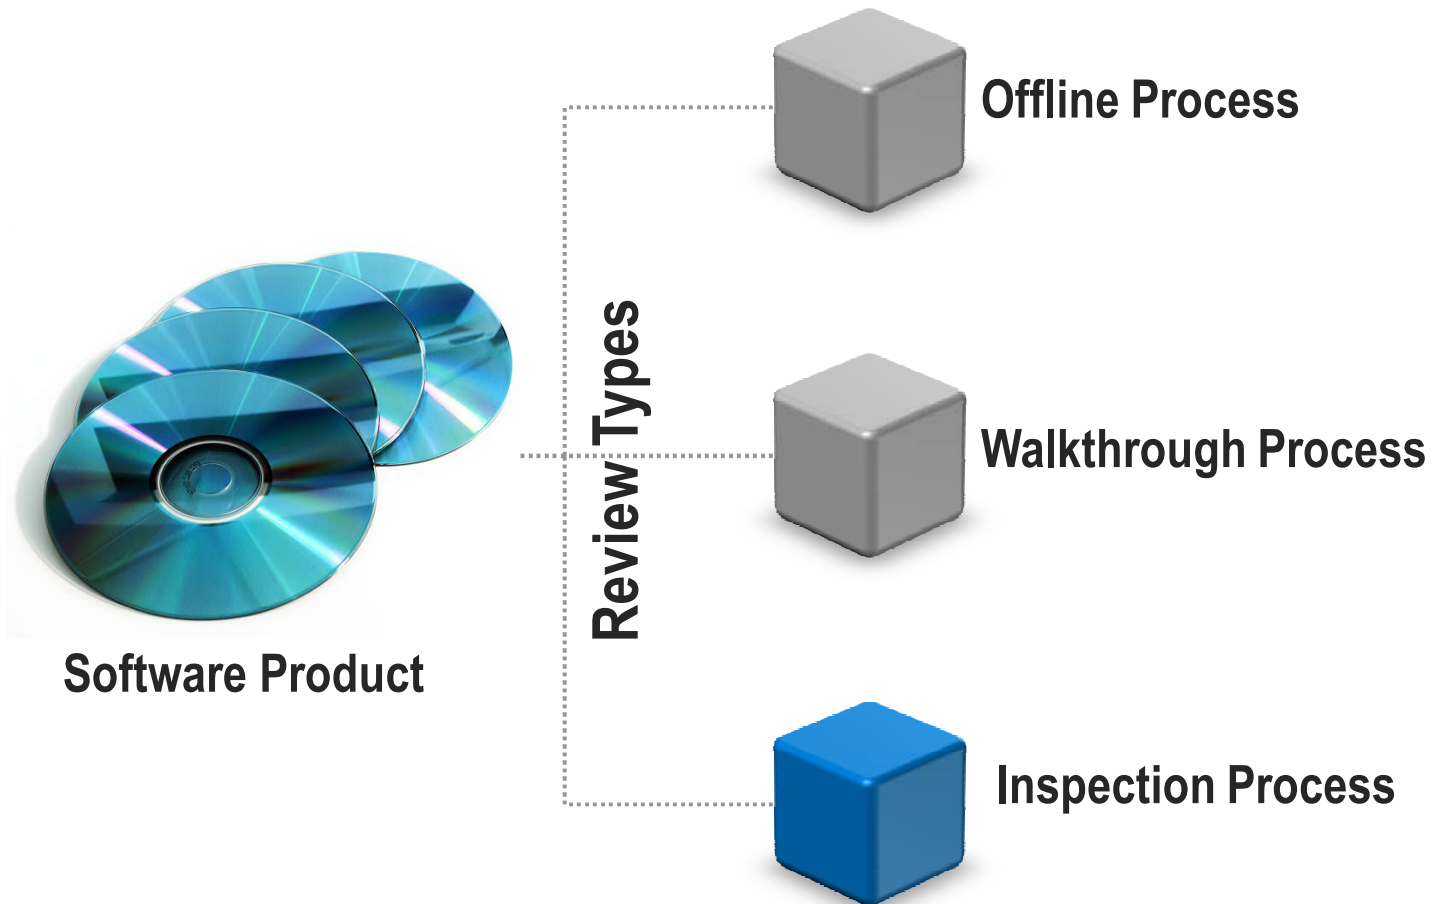 Offline Process
Review Types
Walkthrough Process
Software Product
Inspection Process